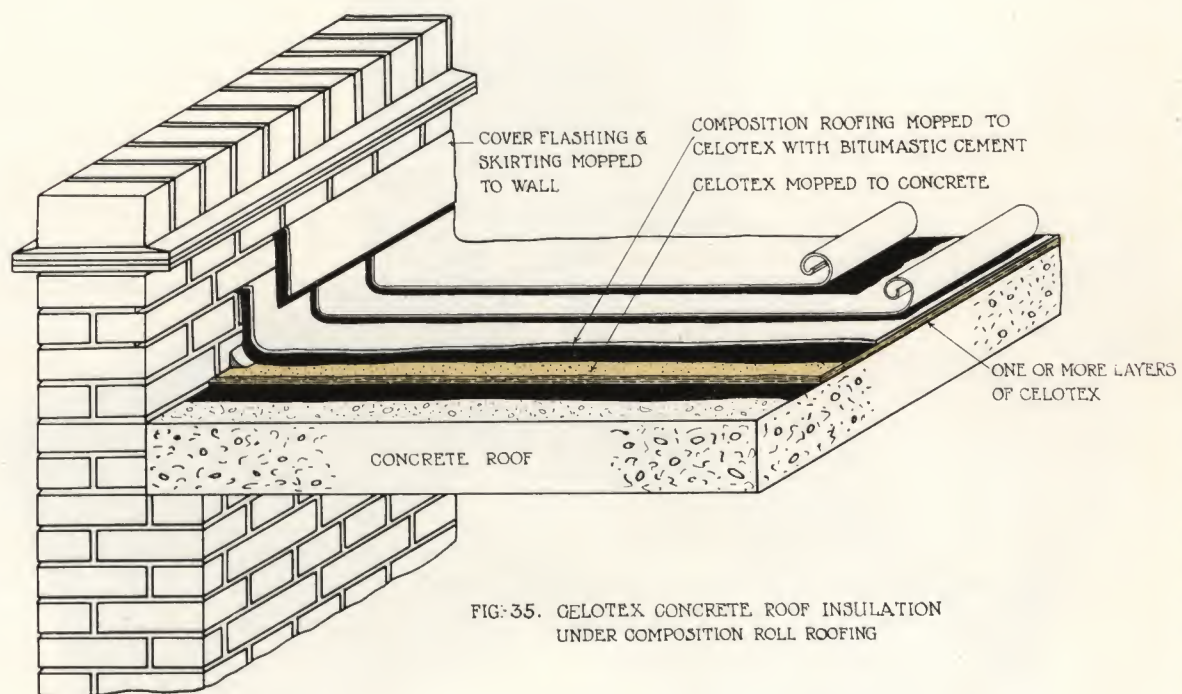 COVER FLASHING &
SKIRTING MOPPED
TO WALL
COMPOSITION ROOFING MOPPED TO
CELOTEX WITH BITUMASTIC CEMENT
CELOTEX MOPPED TO CONCRETE
ONE OR MORE LAYERS
OF CELOTEX
CONCRETE ROOF
FIG:-35. CELOTEX CONCRETE ROOF INSULATION
UNDER COMPOSITION ROLL ROOFING